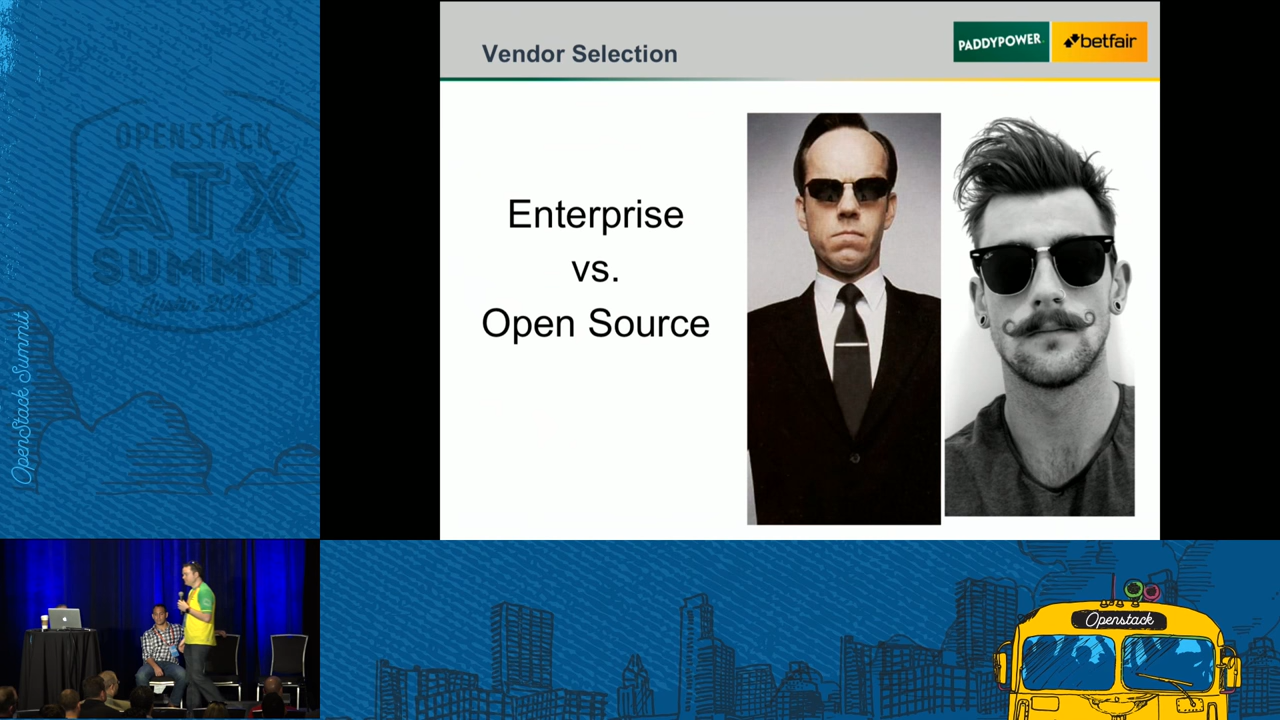 Vendor Selection
PADDYPOWER.
betfair
Enterprise
vs.
Open Source
OPENSTACK
ATX
SUMMIT
Austin 2016
OpenStack Summit
Openstack